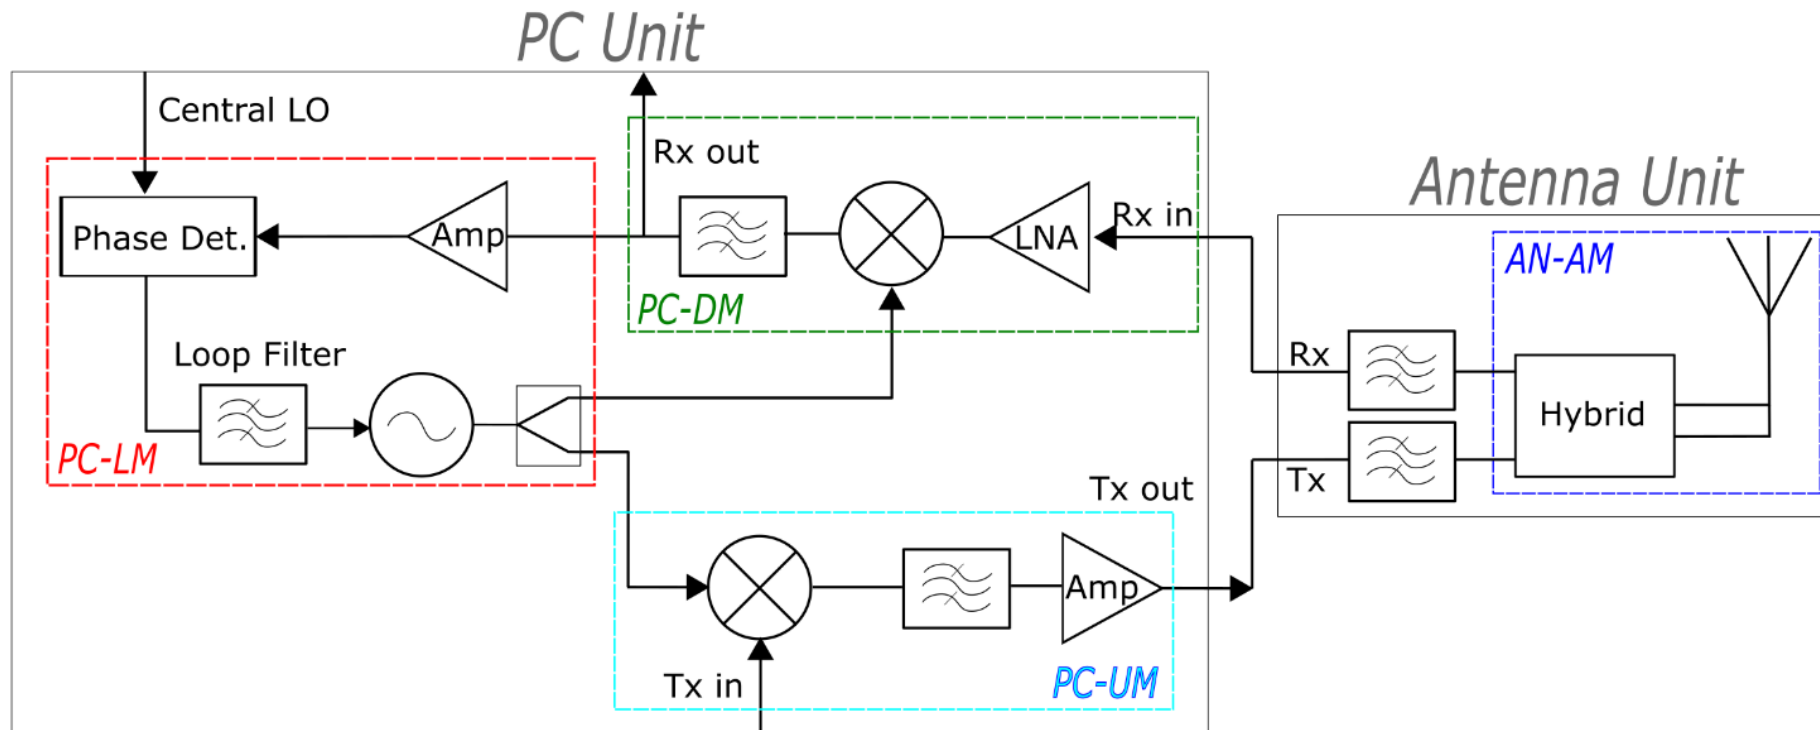 PC Unit
Central LO
Rx out
Antenna Unit
Phase Det.
Amp
LNA
Rx in
AN-AM
PC-DM
Loop Filter
Rx
Hybrid
PC-LM
Tx
Tx out
Amp
Tx in
PC-UM